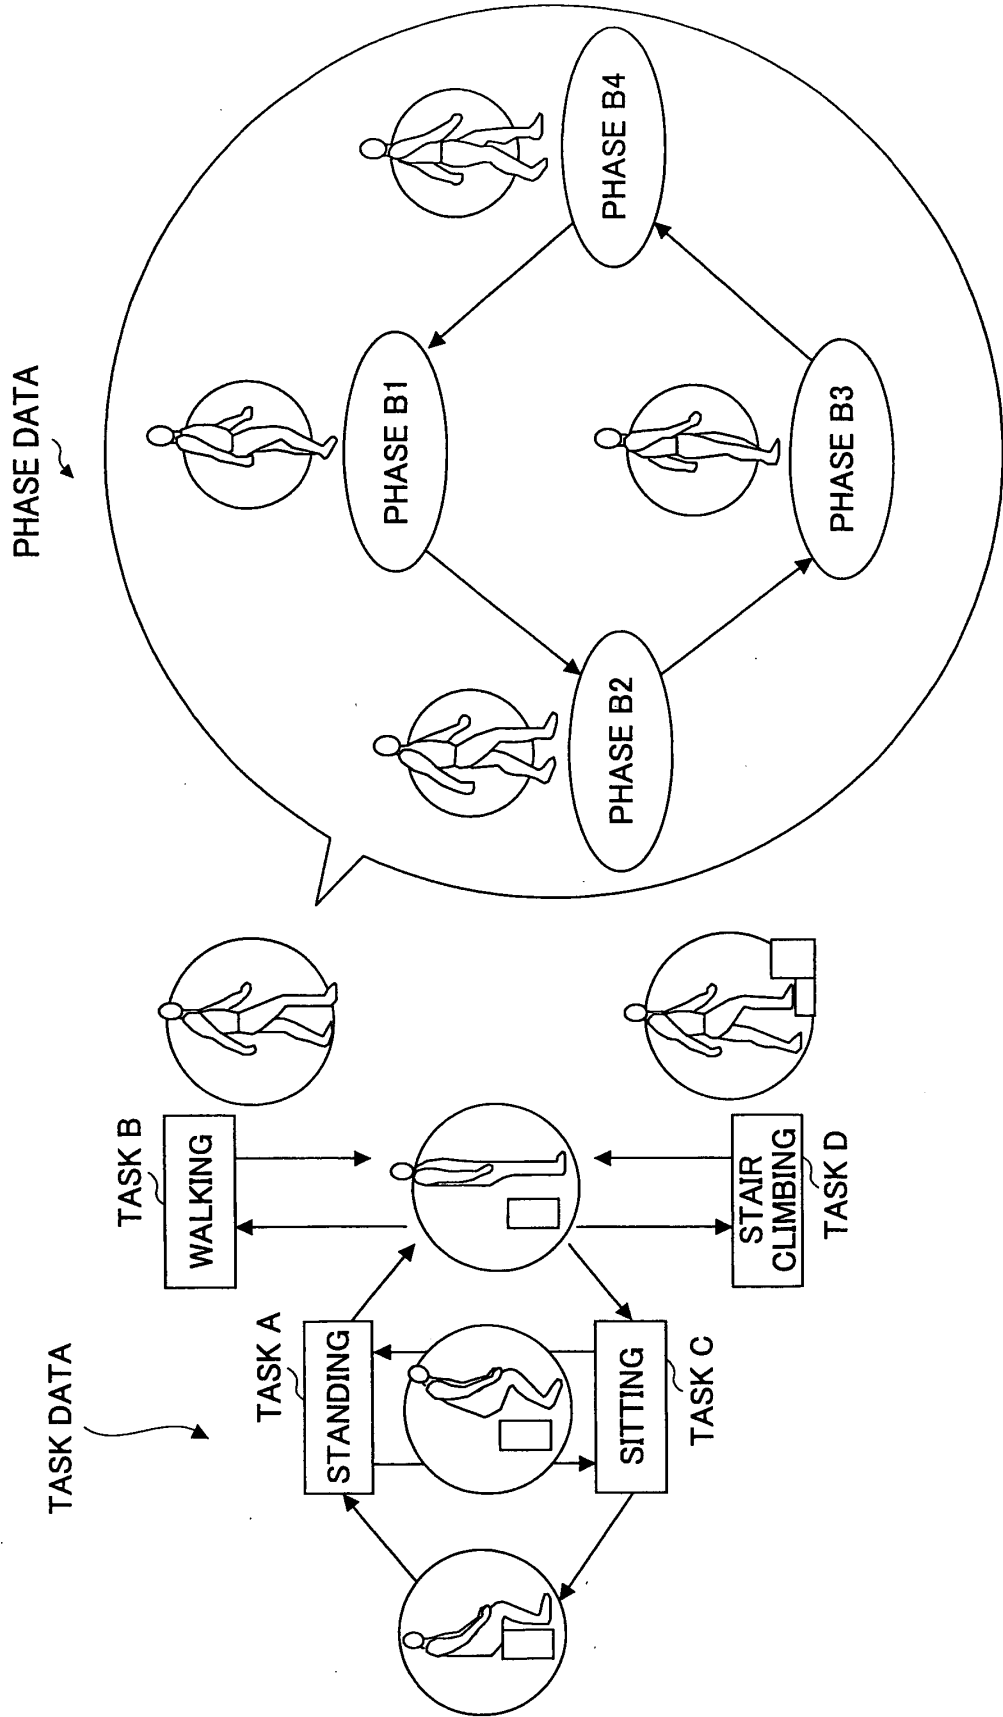 TASK DATA
PHASE DATA
TASK A
STANDING
TASK B
WALKING
SITTING
TASK C
STAIR
CLIMBING
TASK D
PHASE B1
PHASE B2
PHASE B3
PHASE B4